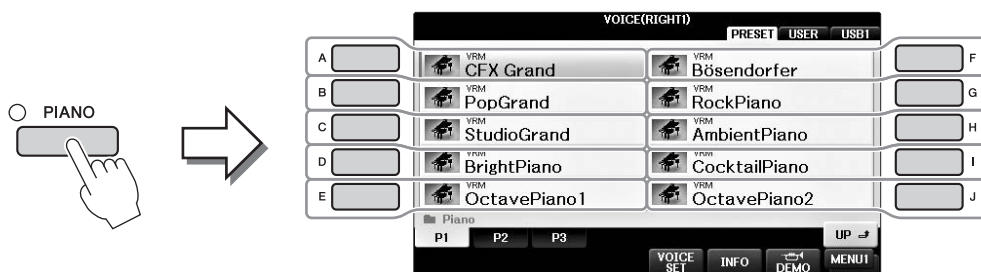 PIANO
VOICE(RIGHT1)
PRESET USER USB1
A VRM CFX Grand VRM Bösendorfer F
B VRM PopGrand VRM RockPiano G
C VRM StudioGrand VRM AmbientPiano H
D VRM BrightPiano VRM CocktailPiano I
E VRM OctavePiano1 VRM OctavePiano2 J
Piano
P1 P2 P3 UP
VOICE SET INFO DEMO MENU1